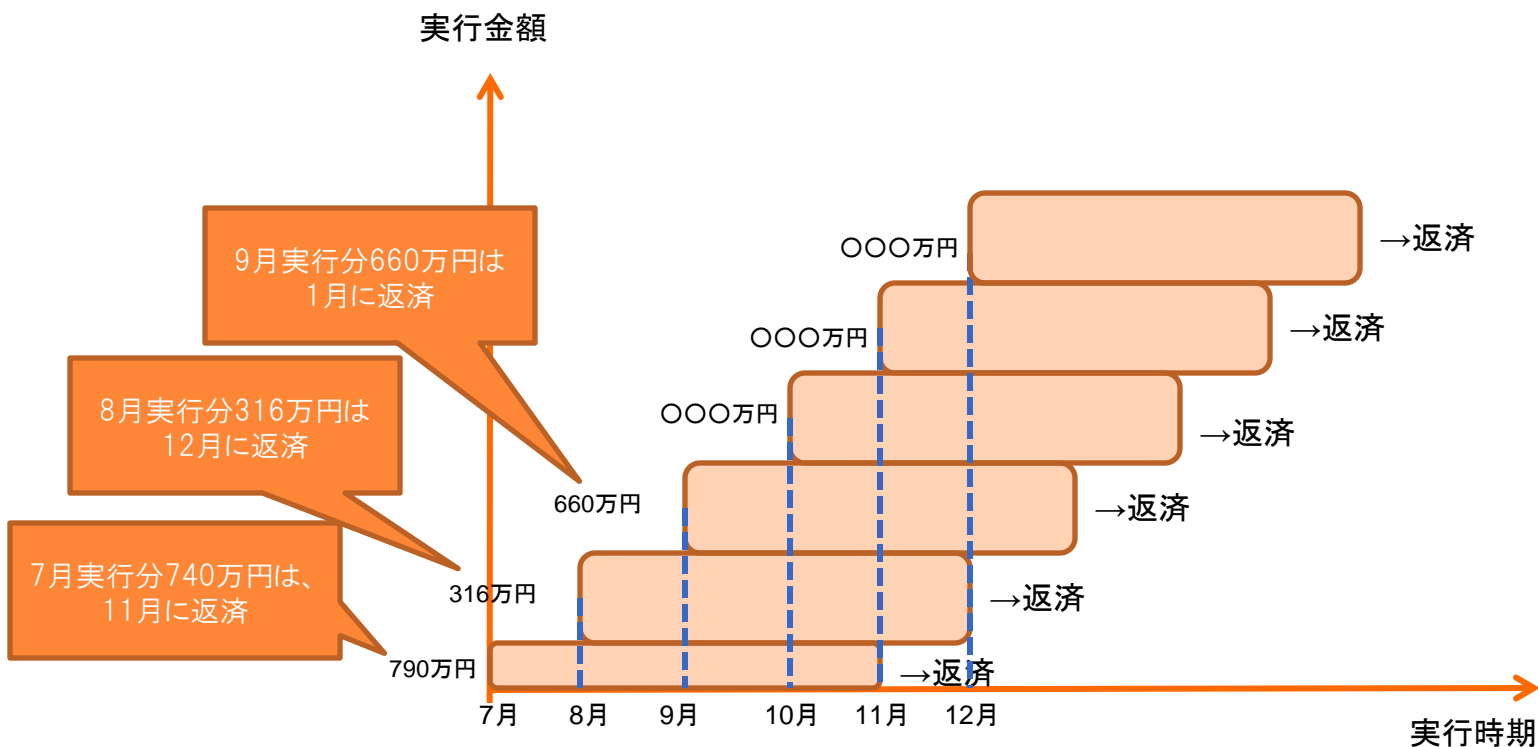 実行金額
9月実行分660万円は
1月に返済
8月実行分316万円は
12月に返済
7月実行分740万円は、
11月に返済
〇〇〇万円
→返済
〇〇〇万円
→返済
〇〇〇万円
→返済
660万円
→返済
316万円
→返済
790万円
→返済
7月
8月
9月
10月
11月
12月
実行時期